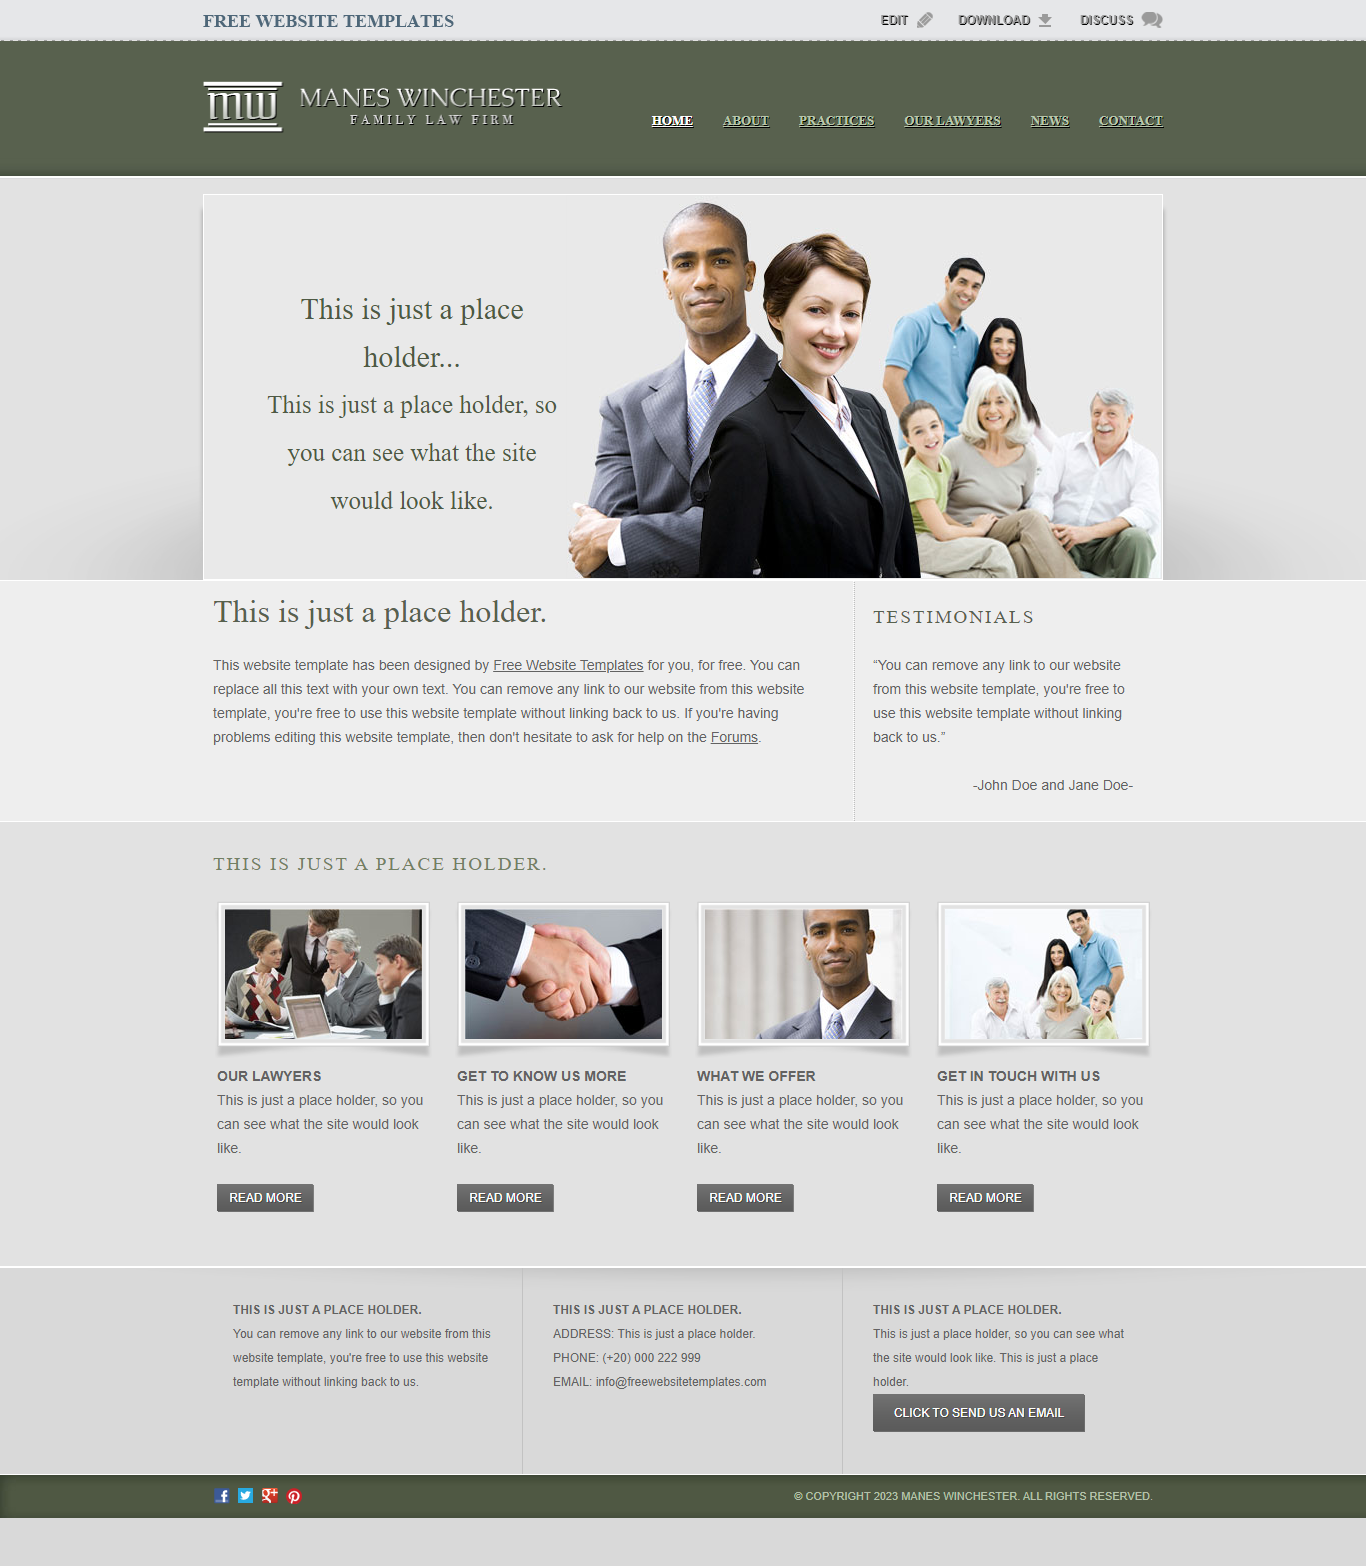 FREE WEBSITE TEMPLATES
EDIT
DOWNLOAD
DISCUSS
MW
MANES WINCHESTER
FAMILY LAW FIRM
HOME
ABOUT
PRACTICES
OUR LAWYERS
NEWS
CONTACT
This is just a place
holder...
This is just a place holder, so
you can see what the site
would look like.
This is just a place holder.
This website template has been designed by Free Website Templates for you, for free. You can
replace all this text with your own text. You can remove any link to our website from this website
template, you're free to use this website template without linking back to us. If you're having
problems editing this website template, then don't hesitate to ask for help on the Forums.
TESTIMONIALS
“You can remove any link to our website
from this website template, you're free to
use this website template without linking
back to us.”
-John Doe and Jane Doe-
THIS IS JUST A PLACE HOLDER.
OUR LAWYERS
This is just a place holder, so you
can see what the site would look
like.
READ MORE
GET TO KNOW US MORE
This is just a place holder, so you
can see what the site would look
like.
READ MORE
WHAT WE OFFER
This is just a place holder, so you
can see what the site would look
like.
READ MORE
GET IN TOUCH WITH US
This is just a place holder, so you
can see what the site would look
like.
READ MORE
THIS IS JUST A PLACE HOLDER.
You can remove any link to our website from this
website template, you're free to use this website
template without linking back to us.
THIS IS JUST A PLACE HOLDER.
ADDRESS: This is just a place holder.
PHONE: (+20) 000 222 999
EMAIL: info@freewebsitetemplates.com
THIS IS JUST A PLACE HOLDER.
This is just a place holder, so you can see what
the site would look like. This is just a place
holder.
CLICK TO SEND US AN EMAIL
© COPYRIGHT 2023 MANES WINCHESTER. ALL RIGHTS RESERVED.